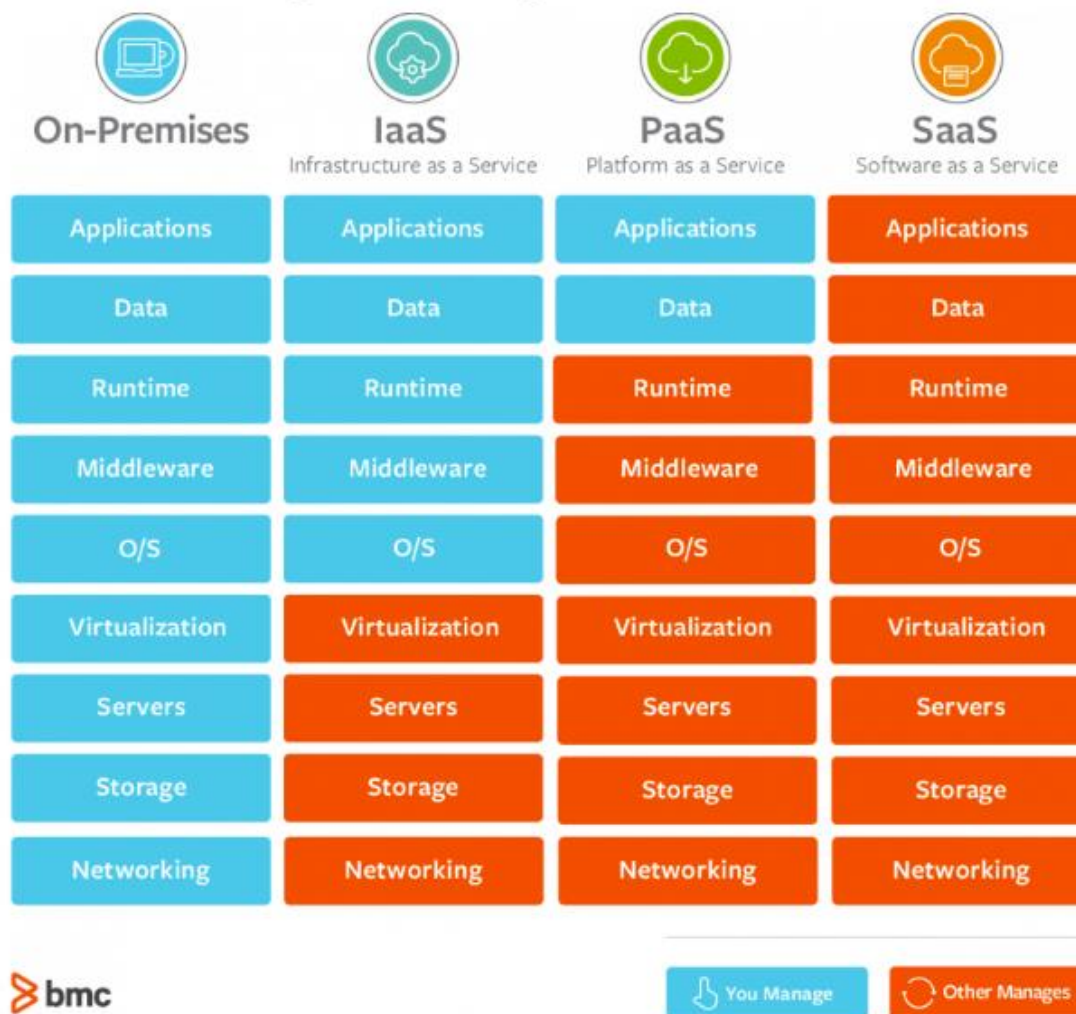 On-Premises
IaaS
PaaS
SaaS
Infrastructure as a Service
Platform as a Service
Software as a Service
Applications
Applications
Applications
Applications
Data
Data
Data
Data
Runtime
Runtime
Runtime
Runtime
Middleware
Middleware
Middleware
Middleware
O/S
O/S
O/S
O/S
Virtualization
Virtualization
Virtualization
Virtualization
Servers
Servers
Servers
Servers
Storage
Storage
Storage
Storage
Networking
Networking
Networking
Networking
bmc
You Manage
Other Manages